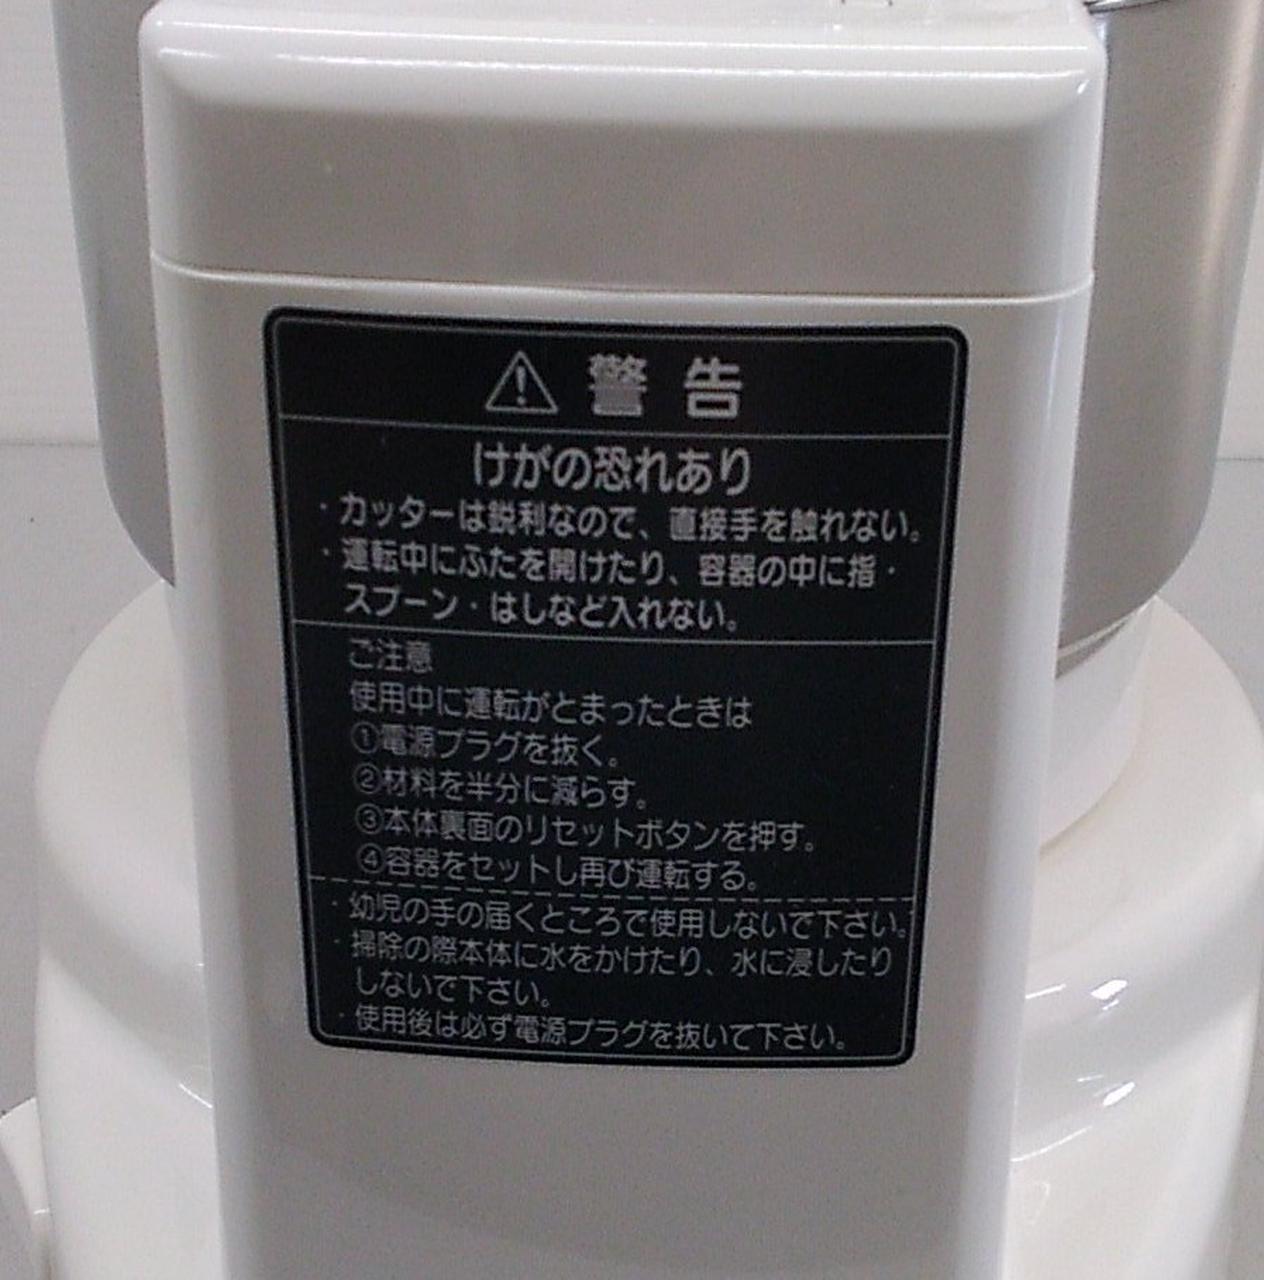 警告
けがの恐れあり
・カッターは鋭利なので、直接手を触れない。
・運転中にふたを開けたり、容器の中に指・
スプーン・はしなど入れない。
ご注意
使用中に運転がとまったときは
①電源プラグを抜く。
②材料を半分に減らす。
③本体裏面のリセットボタンを押す。
④容器をセットし再び運転する。
・幼児の手の届くところで使用しないで下さい。
・掃除の際本体に水をかけたり、水に浸したり
しないで下さい。
・使用後は必ず電源プラグを抜いて下さい。